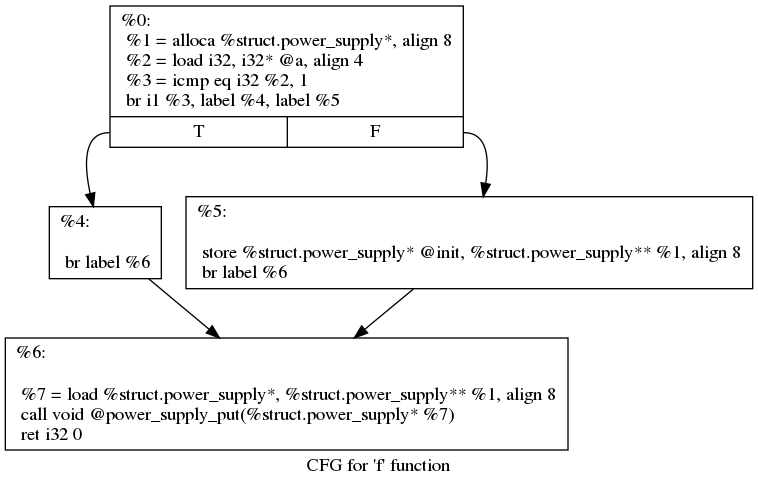 %0:
%1 = alloca %struct.power_supply*, align 8
%2 = load i32, i32* @a, align 4
%3 = icmp eq i32 %2, 1
br i1 %3, label %4, label %5
T
F
%4:
br label %6
%5:
store %struct.power_supply* @init, %struct.power_supply** %1, align 8
br label %6
%6:
%7 = load %struct.power_supply*, %struct.power_supply** %1, align 8
call void @power_supply_put(%struct.power_supply* %7)
ret i32 0
CFG for 'f' function